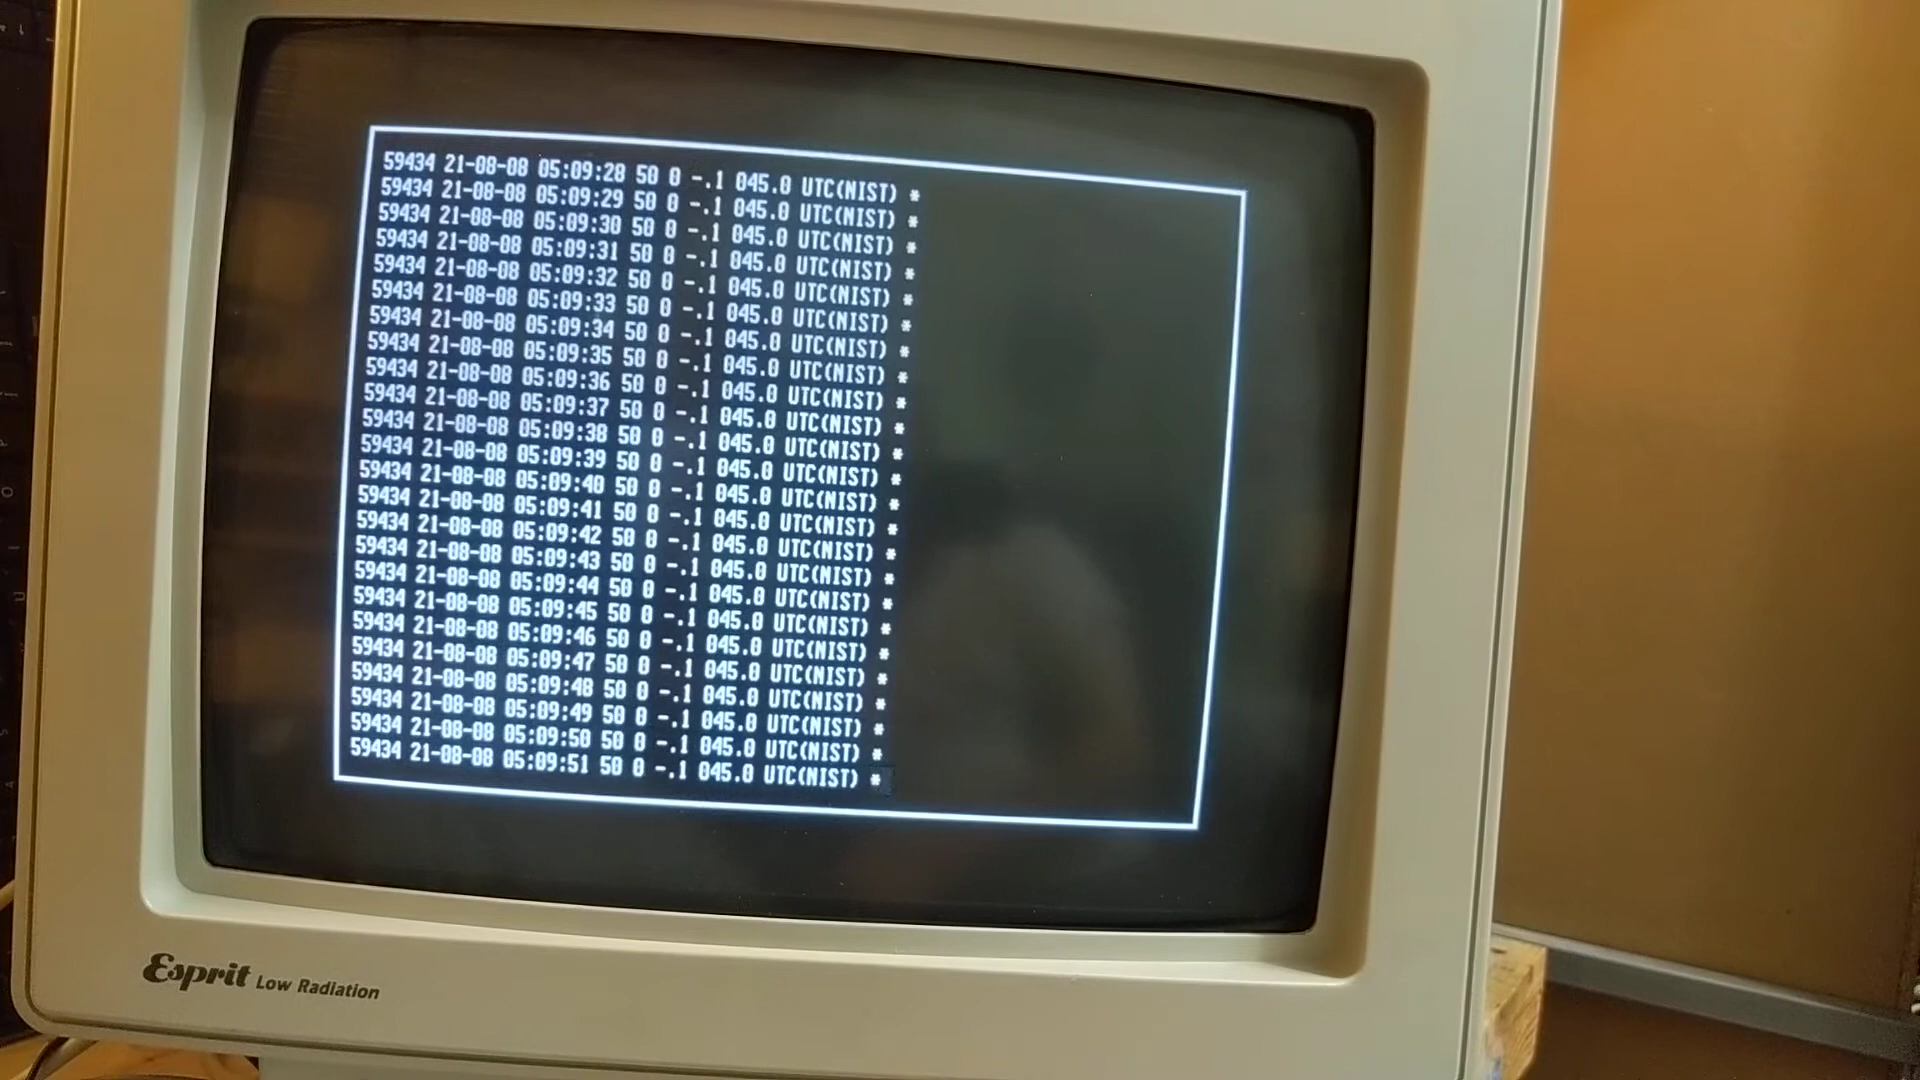 59434 21-08-08 05:09:28 50 0 -.1 045.0 UTC(NIST) *
59434 21-08-08 05:09:29 50 0 -.1 045.0 UTC(NIST) *
59434 21-08-08 05:09:30 50 0 -.1 045.0 UTC(NIST) *
59434 21-08-08 05:09:31 50 0 -.1 045.0 UTC(NIST) *
59434 21-08-08 05:09:32 50 0 -.1 045.0 UTC(NIST) *
59434 21-08-08 05:09:33 50 0 -.1 045.0 UTC(NIST) *
59434 21-08-08 05:09:34 50 0 -.1 045.0 UTC(NIST) *
59434 21-08-08 05:09:35 50 0 -.1 045.0 UTC(NIST) *
59434 21-08-08 05:09:36 50 0 -.1 045.0 UTC(NIST) *
59434 21-08-08 05:09:37 50 0 -.1 045.0 UTC(NIST) *
59434 21-08-08 05:09:38 50 0 -.1 045.0 UTC(NIST) *
59434 21-08-08 05:09:39 50 0 -.1 045.0 UTC(NIST) *
59434 21-08-08 05:09:40 50 0 -.1 045.0 UTC(NIST) *
59434 21-08-08 05:09:41 50 0 -.1 045.0 UTC(NIST) *
59434 21-08-08 05:09:42 50 0 -.1 045.0 UTC(NIST) *
59434 21-08-08 05:09:43 50 0 -.1 045.0 UTC(NIST) *
59434 21-08-08 05:09:44 50 0 -.1 045.0 UTC(NIST) *
59434 21-08-08 05:09:45 50 0 -.1 045.0 UTC(NIST) *
59434 21-08-08 05:09:46 50 0 -.1 045.0 UTC(NIST) *
59434 21-08-08 05:09:47 50 0 -.1 045.0 UTC(NIST) *
59434 21-08-08 05:09:48 50 0 -.1 045.0 UTC(NIST) *
59434 21-08-08 05:09:49 50 0 -.1 045.0 UTC(NIST) *
59434 21-08-08 05:09:50 50 0 -.1 045.0 UTC(NIST) *
59434 21-08-08 05:09:51 50 0 -.1 045.0 UTC(NIST) *
Esprit Low Radiation